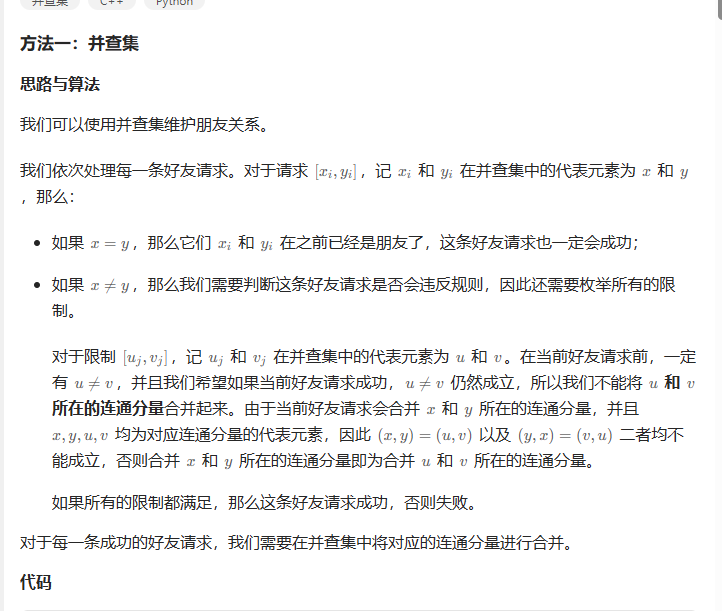 并查集 C++ Python
方法一：并查集
思路与算法
我们可以使用并查集维护朋友关系。
我们依次处理每一条好友请求。对于请求 [xi, yi]，记 xi 和 yi 在并查集中的代表元素为 x 和 y
，那么：
• 如果 x = y，那么它们 xi 和 yi 在之前已经是朋友了，这条好友请求也一定会成功；
• 如果 x ≠ y，那么我们需要判断这条好友请求是否会违反规则，因此还需要枚举所有的限
制。
对于限制 [uj, vj]，记 uj 和 vj 在并查集中的代表元素为 u 和 v。在当前好友请求前，一定
有 u ≠ v，并且我们希望如果当前好友请求成功，u ≠ v 仍然成立，所以我们不能将 u 和 v
所在的连通分量合并起来。由于当前好友请求会合并 x 和 y 所在的连通分量，并且
x, y, u, v 均为对应连通分量的代表元素，因此 (x, y) = (u, v) 以及 (y, x) = (v, u) 二者均不
能成立，否则合并 x 和 y 所在的连通分量即为合并 u 和 v 所在的连通分量。
如果所有的限制都满足，那么这条好友请求成功，否则失败。
对于每一条成功的好友请求，我们需要在并查集中将对应的连通分量进行合并。
代码